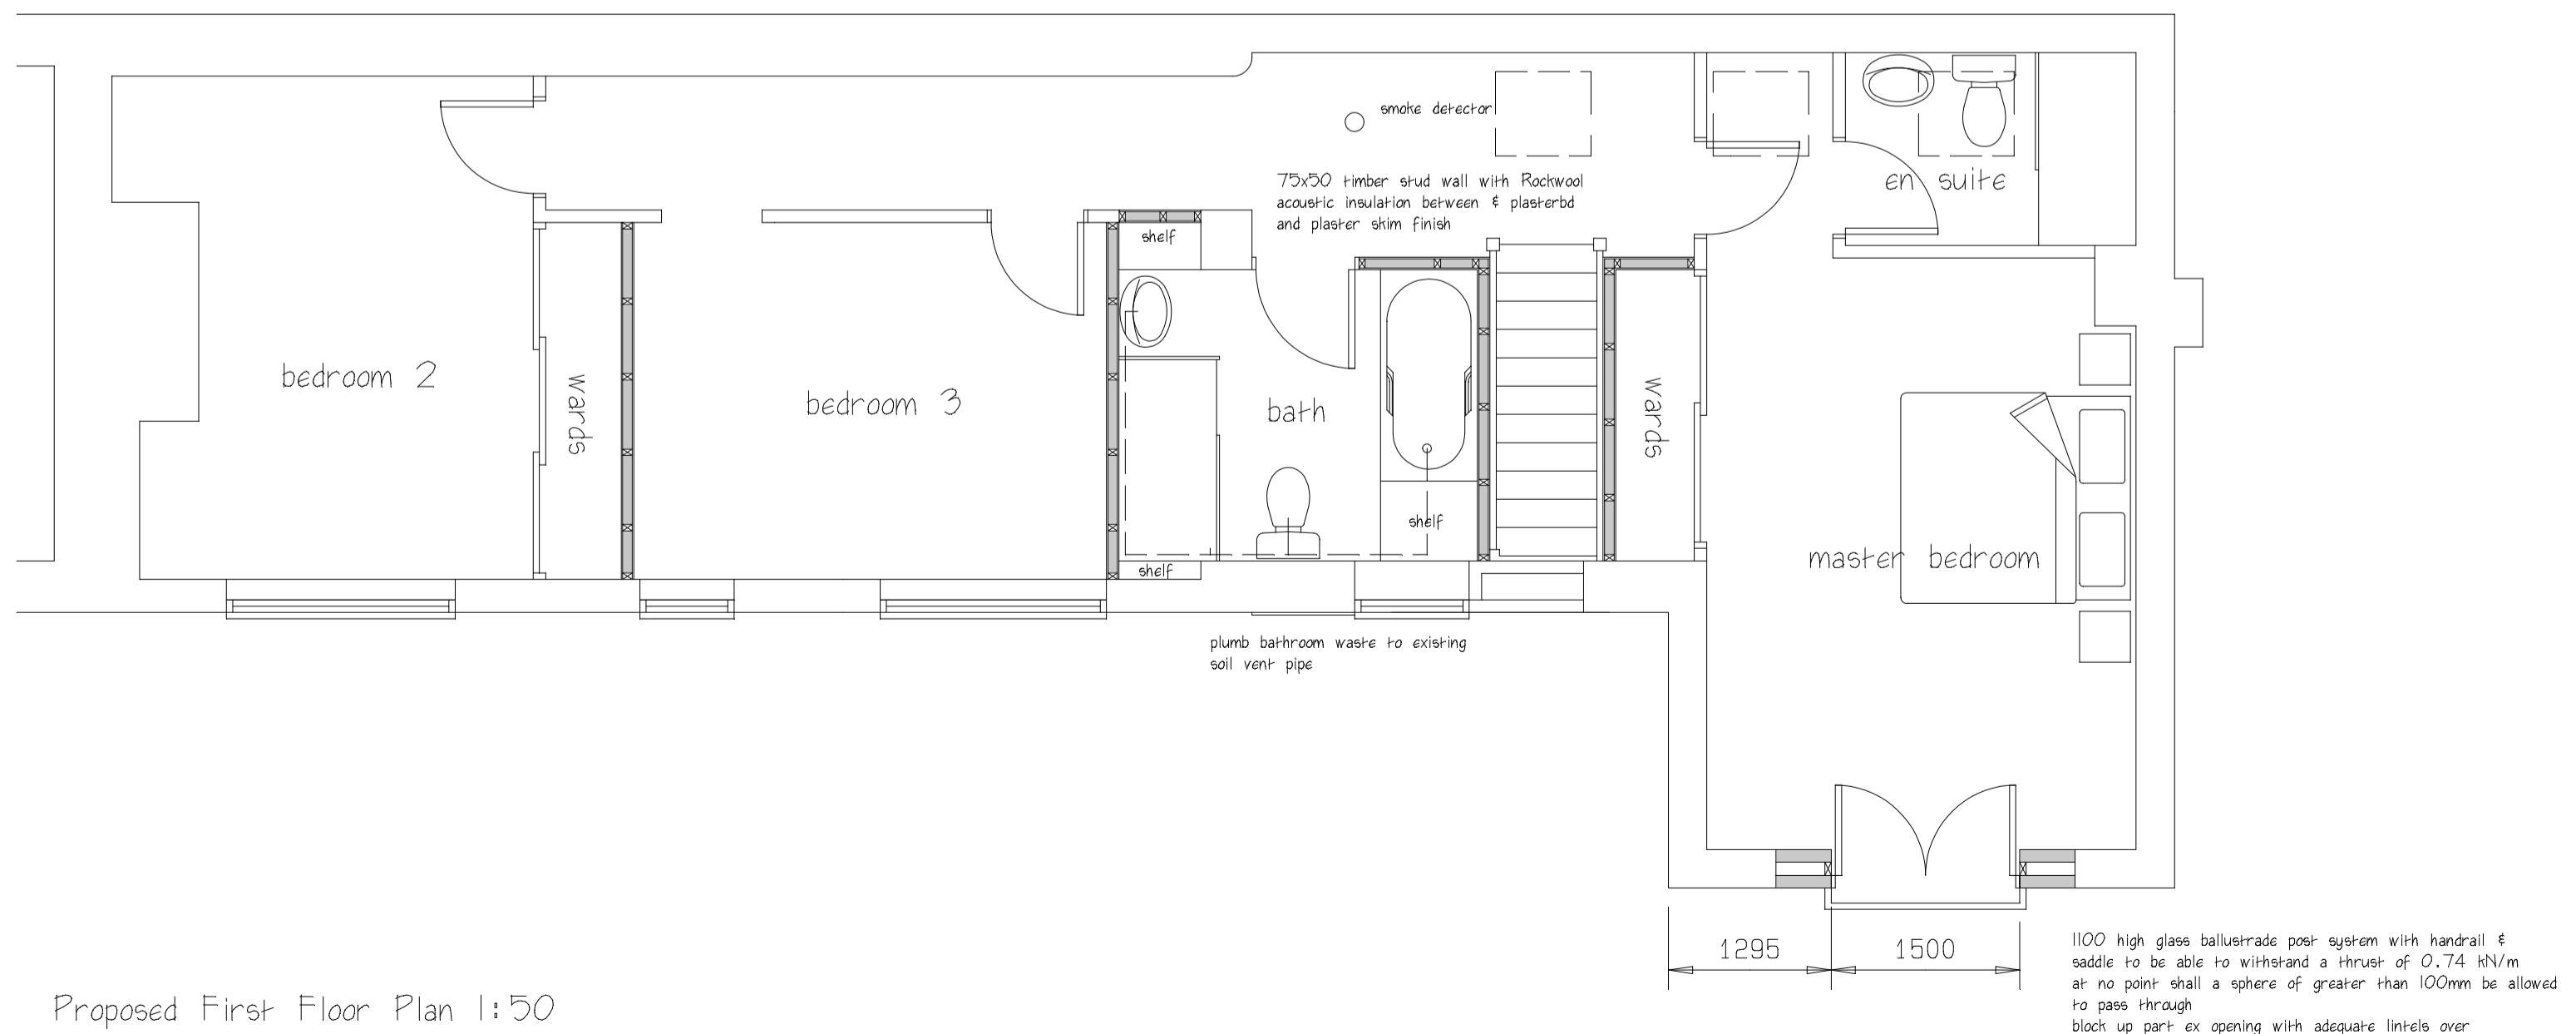 smoke detector
75x50 timber stud wall with Rockwool
acoustic insulation between & plasterbd
and plaster skim finish
en suite
shelf
bedroom 2
wards
bedroom 3
bath
wards
shelf
master bedroom
shelf
plumb bathroom waste to existing
soil vent pipe
1295
1500
1100 high glass ballustrade post system with handrail &
saddle to be able to withstand a thrust of 0.74 kN/m
at no point shall a sphere of greater than 100mm be allowed
to pass through
block up part ex opening with adequate lintels over
Proposed First Floor Plan 1:50